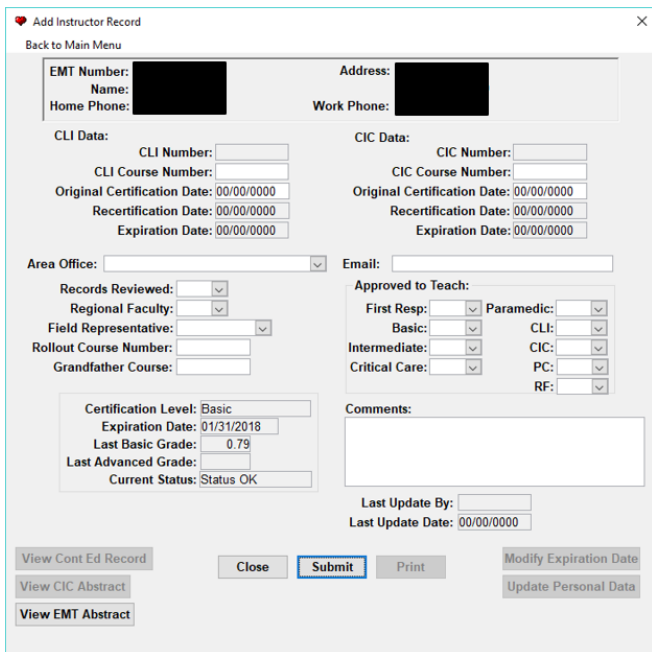 Add Instructor Record
Back to Main Menu
EMT Number: Address:
Name:
Home Phone: Work Phone:
CLI Data: CIC Data:
CLI Number: CIC Number:
CLI Course Number: CIC Course Number:
Original Certification Date: 00/00/0000 Original Certification Date: 00/00/0000
Recertification Date: 00/00/0000 Recertification Date: 00/00/0000
Expiration Date: 00/00/0000 Expiration Date: 00/00/0000
Area Office: Email:
Records Reviewed: Approved to Teach:
Regional Faculty: First Resp: Paramedic:
Field Representative: Basic: CLI:
Rollout Course Number: Intermediate: CIC:
Grandfather Course: Critical Care: PC:
RF:
Certification Level: Basic Comments:
Expiration Date: 01/31/2018
Last Basic Grade: 0.79
Last Advanced Grade:
Current Status: Status OK
Last Update By:
Last Update Date: 00/00/0000
View Cont Ed Record Close Submit Print Modify Expiration Date
View CIC Abstract Update Personal Data
View EMT Abstract